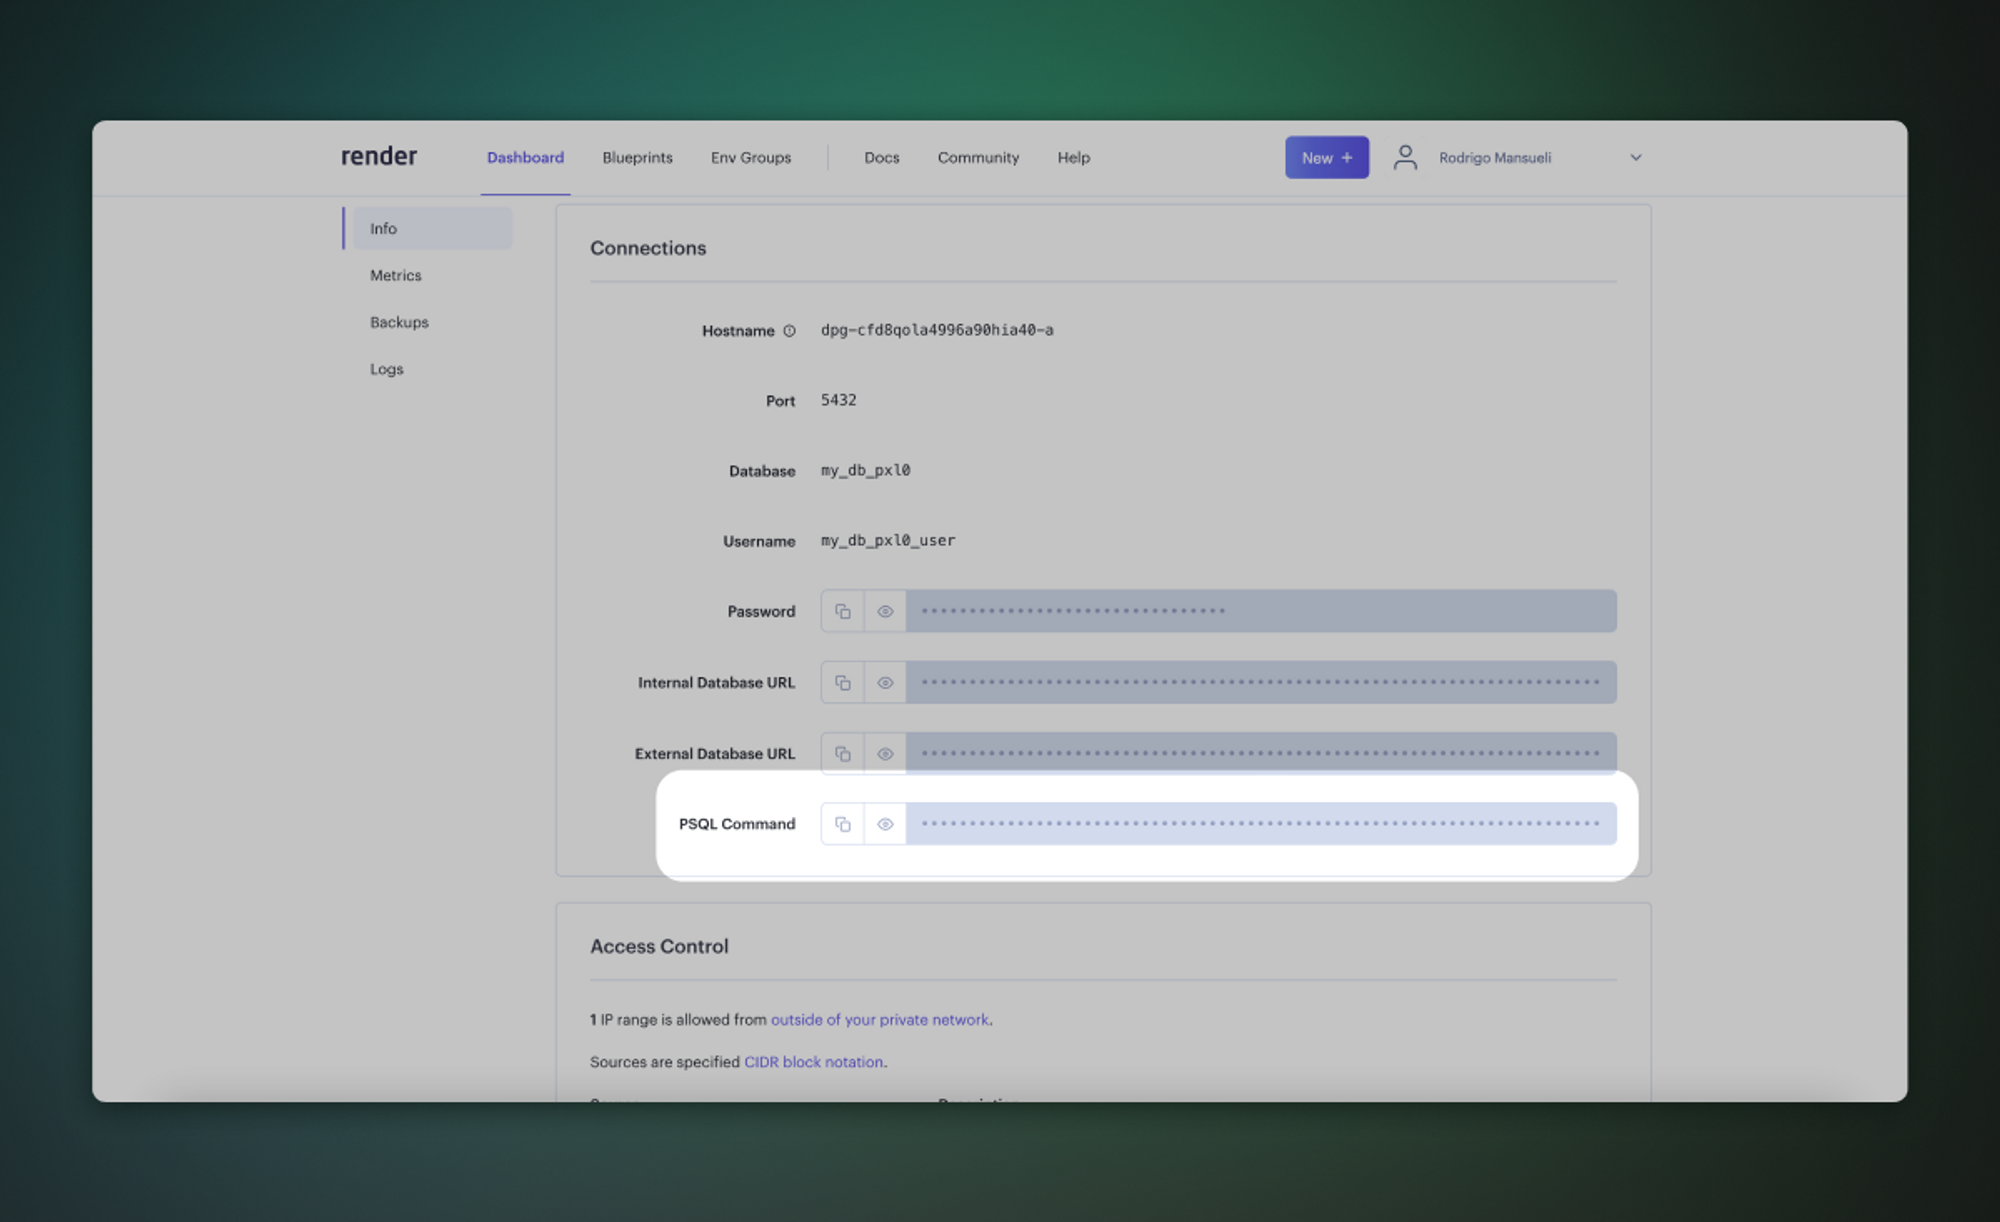 render Dashboard Blueprints Env Groups Docs Community Help New + Rodrigo Mansueli
Info
Metrics
Backups
Logs
Connections
Hostname dpg-cfd8qola4996a90hia40-a
Port 5432
Database my_db_pxl0
Username my_db_pxl0_user
Password
Internal Database URL
External Database URL
PSQL Command
Access Control
1 IP range is allowed from outside of your private network.
Sources are specified CIDR block notation.